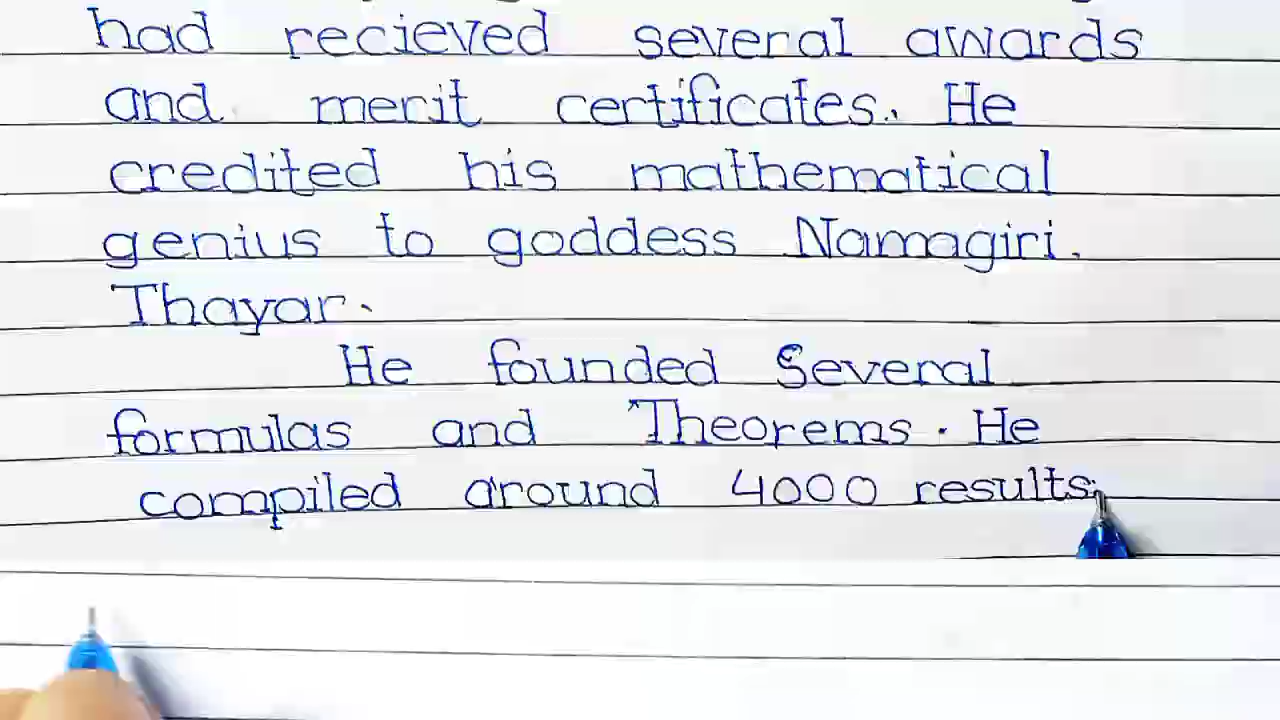 had recieved several awards
and merit certificates. He
credited his mathematical
genius to goddess Namagiri.
Thayar.
He founded Several
formulas and Theorems. He
compiled around 4000 results.